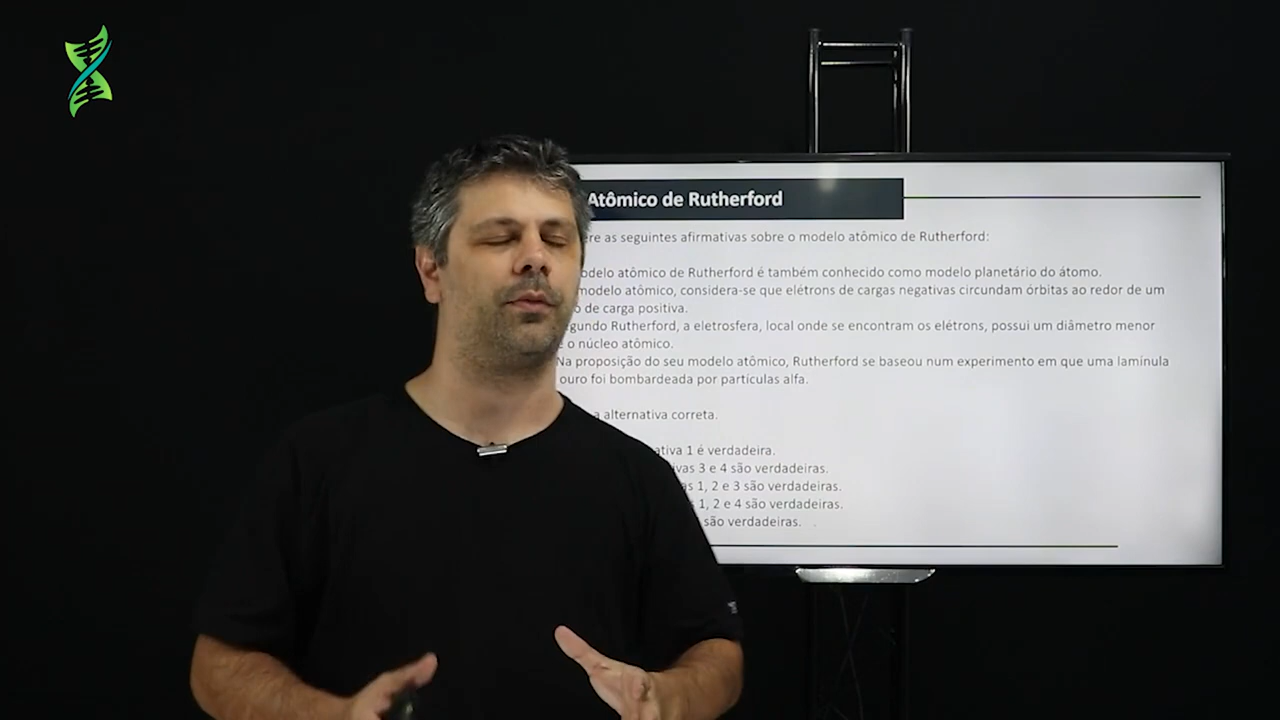 Atômico de Rutherford
ere as seguintes afirmativas sobre o modelo atômico de Rutherford:
odelo atômico de Rutherford é também conhecido como modelo planetário do átomo.
modelo atômico, considera-se que elétrons de cargas negativas circundam órbitas ao redor de um
o de carga positiva.
egundo Rutherford, a eletrosfera, local onde se encontram os elétrons, possui um diâmetro menor
e o núcleo atômico.
Na proposição do seu modelo atômico, Rutherford se baseou num experimento em que uma lamínula
ouro foi bombardeada por partículas alfa.
a alternativa correta.
ativa 1 é verdadeira.
ivas 3 e 4 são verdadeiras.
as 1, 2 e 3 são verdadeiras.
s 1, 2 e 4 são verdadeiras.
são verdadeiras.